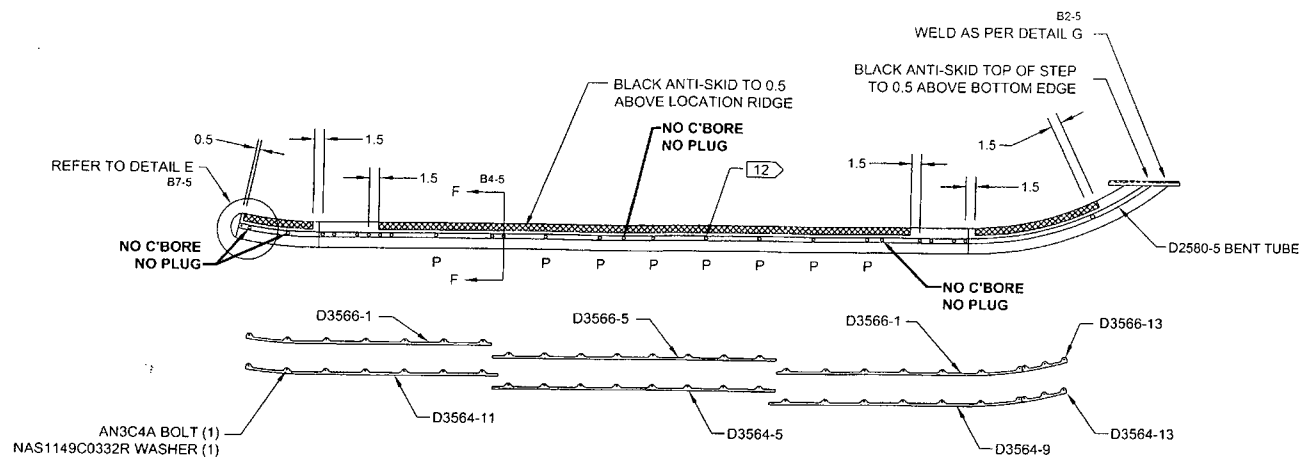 B2-5
WELD AS PER DETAIL G
BLACK ANTI-SKID TOP OF STEP
TO 0.5 ABOVE BOTTOM EDGE
BLACK ANTI-SKID TO 0.5
ABOVE LOCATION RIDGE
NO C'BORE
NO PLUG
0.5
1.5
1.5
1.5
1.5
1.5
REFER TO DETAIL E
B7-5
F
B4-5
12
NO C'BORE
NO PLUG
D2580-5 BENT TUBE
P
F
P
P
P
P
P
P
P
NO C'BORE
NO PLUG
D3566-1
D3566-5
D3566-1
D3566-13
D3564-11
D3564-5
D3564-9
D3564-13
AN3C4A BOLT (1)
NAS1149C0332R WASHER (1)